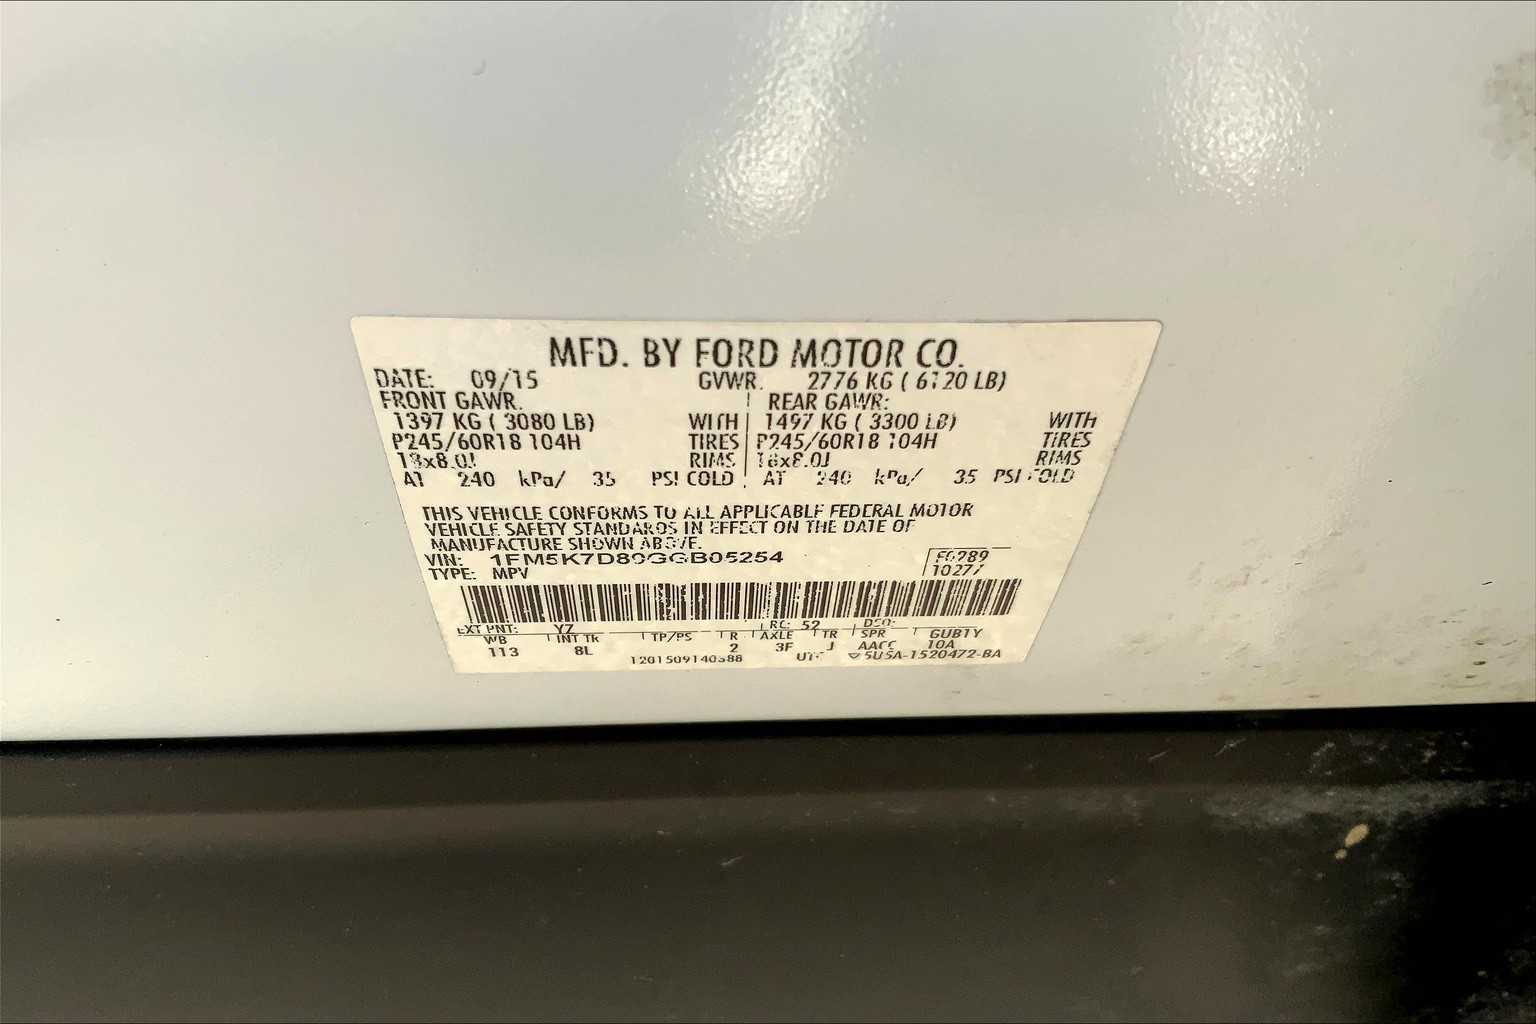 MFD. BY FORD MOTOR CO.
DATE: 09/15 GVWR. 2776 KG ( 6120 LB)
FRONT GAWR. REAR GAWR:
1397 KG ( 3080 LB) WITH 1497 KG ( 3300 LB) WITH
P245/60R18 104H TIRES P245/60R18 104H TIRES
18x8.0J RIMS 18x8.0J RIMS
AT 240 kPa/ 35 PSI COLD AT 240 kPa/ 35 PSI COLD
THIS VEHICLE CONFORMS TO ALL APPLICABLE FEDERAL MOTOR
VEHICLE SAFETY STANDARDS IN EFFECT ON THE DATE OF
MANUFACTURE SHOWN ABOVE.
VIN: F6289
TYPE: MPV 10277
EXT PNT: YZ RC: 52 DSO:
WB INT TR TP/PS R AXLE TR SPR GUB1Y
113 8L 2 3F J AACC 10A
▽5U5A-1520472-BA